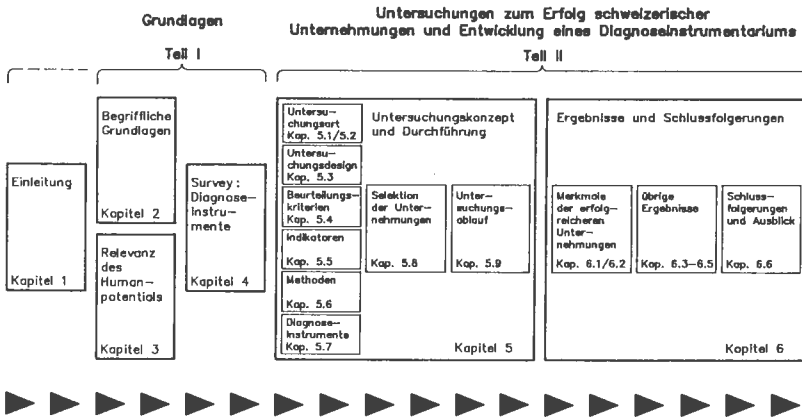 Grundlagen
Untersuchungen zum Erfolg schweizerischer
Unternehmungen und Entwicklung eines Diagnoseinstrumentariums
Teil I
Teil II
Einleitung
Kapitel 1
Begriffliche
Grundlagen
Kapitel 2
Relevanz
des
Human-
potentials
Kapitel 3
Survey:
Diagnose-
instru-
mente
Kapitel 4
Untersu-
chungsart
Kap. 5.1/5.2
Untersu-
chungsdesign
Kap. 5.3
Beurteilungs-
kriterien
Kap. 5.4
Indikatoren
Kap. 5.5
Methoden
Kap. 5.6
Diagnose-
instrumente
Kap. 5.7
Untersuchungskonzept
und Durchführung
Selektion
der Unter-
nehmungen
Kap. 5.8
Unter-
suchungs-
ablauf
Kap. 5.9
Kapitel 5
Ergebnisse und Schlussfolgerungen
Merkmale
der erfolg-
reicheren
Unter-
nehmungen
Kap. 6.1/6.2
übrige
Ergebnisse
Kap. 6.3-6.5
Schluss-
folgerungen
und Ausblick
Kap. 6.6
Kapitel 6